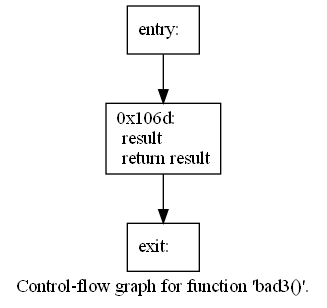 entry:
0x106d:
result
return result
exit:
Control-flow graph for function 'bad3()'.